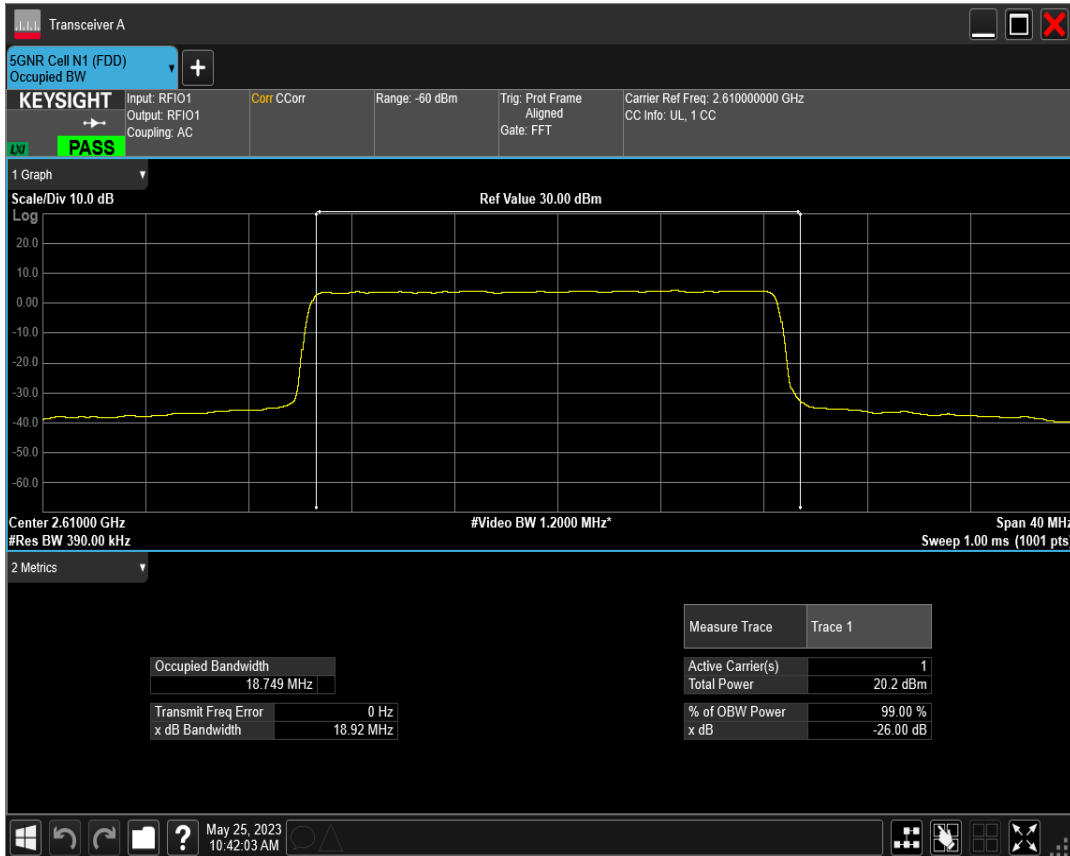 Transceiver A
5GNR Cell N1 (FDD)
Occupied BW
+
KEYSIGHT
LXI
PASS
Input: RFIO1
Output: RFIO1
Coupling: AC
Corr CCorr
Range: -60 dBm
Trig: Prot Frame
Aligned
Gate: FFT
Carrier Ref Freq: 2.610000000 GHz
CC Info: UL, 1 CC
1 Graph
Scale/Div 10.0 dB
Ref Value 30.00 dBm
Log
20.0
10.0
0.00
-10.0
-20.0
-30.0
-40.0
-50.0
-60.0
Center 2.61000 GHz
#Video BW 1.2000 MHz*
Span 40 MHz
#Res BW 390.00 kHz
Sweep 1.00 ms (1001 pts)
2 Metrics
Measure Trace Trace 1
Occupied Bandwidth
18.749 MHz
Active Carrier(s) 1
Total Power 20.2 dBm
Transmit Freq Error 0 Hz
x dB Bandwidth 18.92 MHz
% of OBW Power 99.00 %
x dB -26.00 dB
?
May 25, 2023
10:42:03 AM